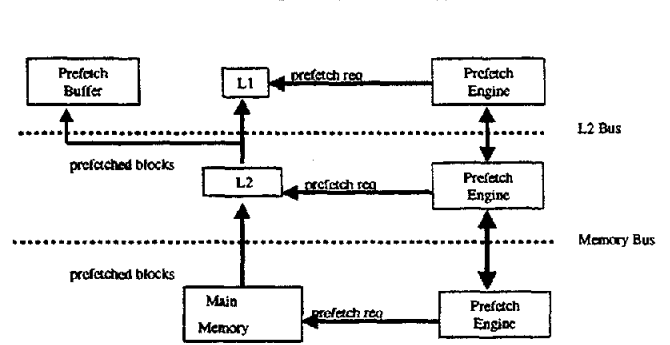 Prefetch
Buffer
L1
prefetch req
Prefetch
Engine
L2 Bus
prefetched blocks
L2
prefetch req
Prefetch
Engine
Memory Bus
prefetched blocks
Main
Memory
prefetch req
Prefetch
Engine